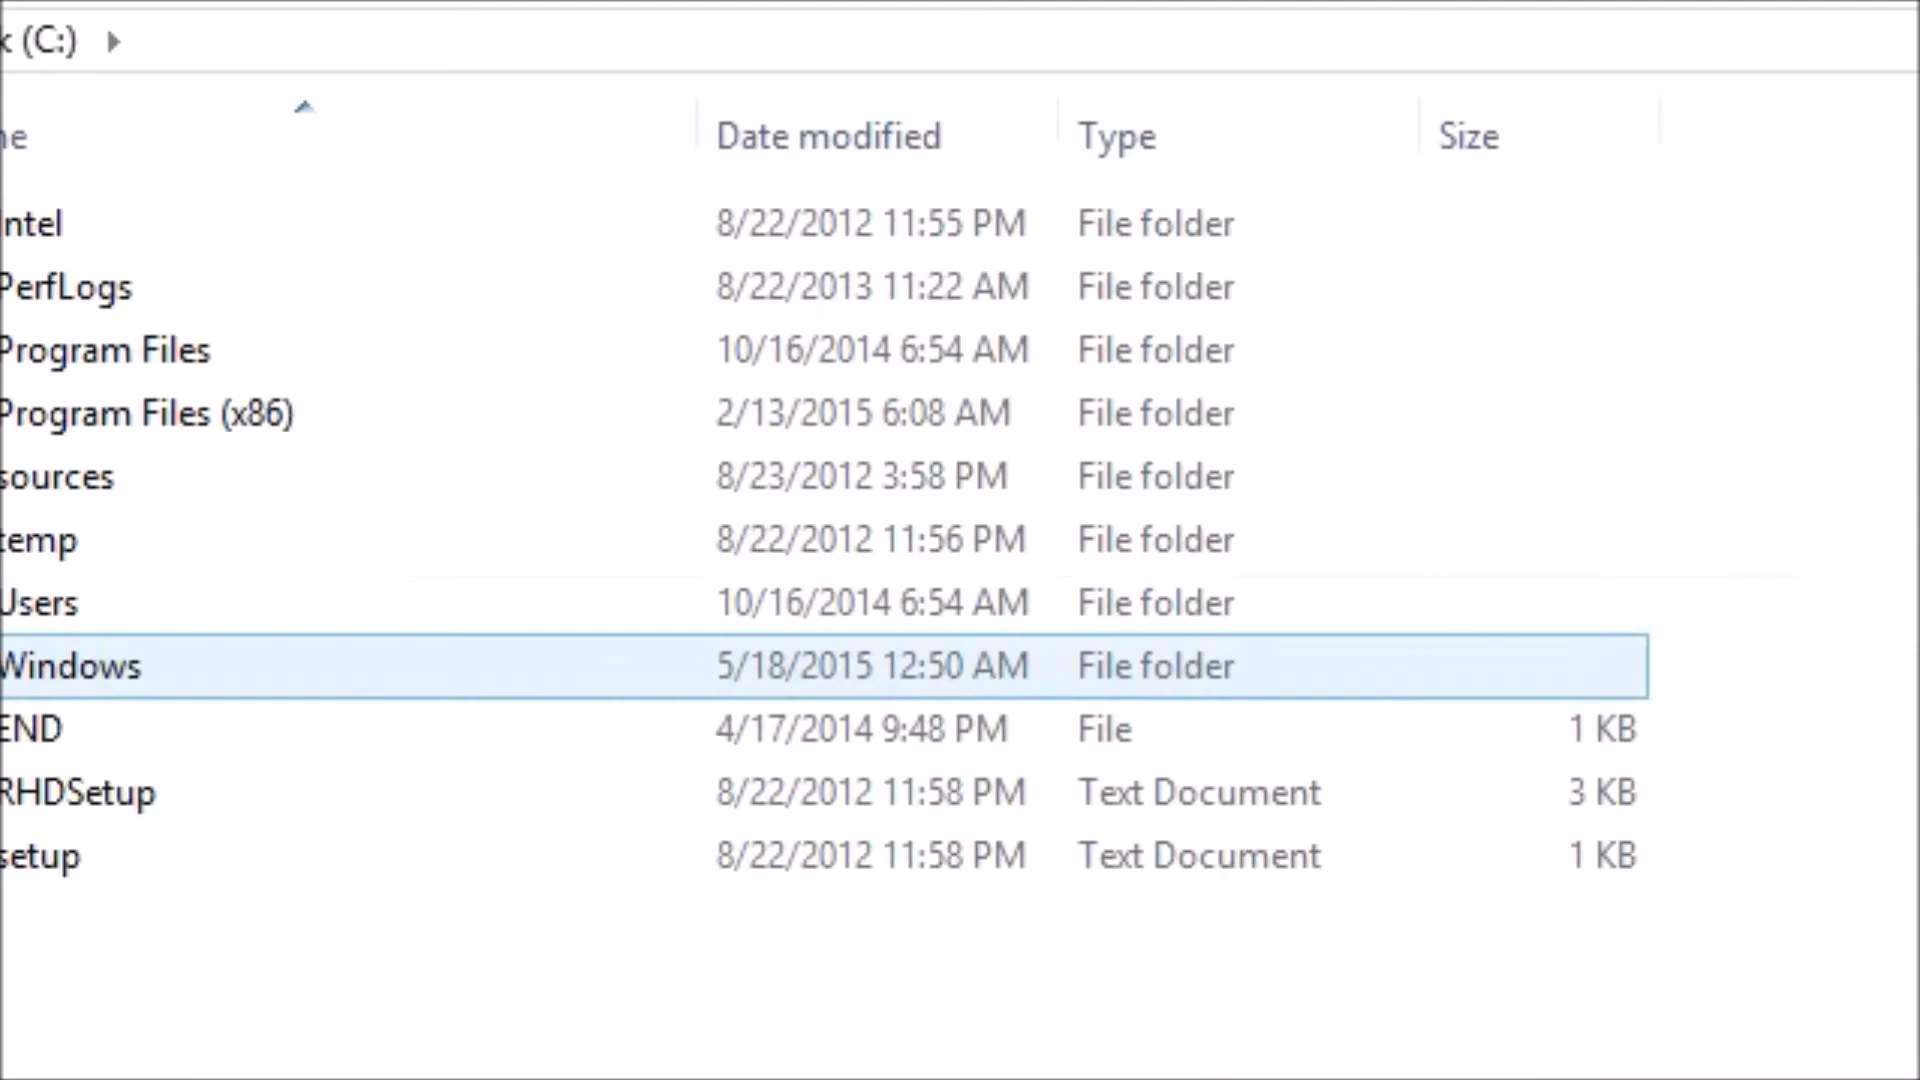 k (C:)
ne Date modified Type Size
Intel 8/22/2012 11:55 PM File folder
PerfLogs 8/22/2013 11:22 AM File folder
Program Files 10/16/2014 6:54 AM File folder
Program Files (x86) 2/13/2015 6:08 AM File folder
sources 8/23/2012 3:58 PM File folder
temp 8/22/2012 11:56 PM File folder
Users 10/16/2014 6:54 AM File folder
Windows 5/18/2015 12:50 AM File folder
END 4/17/2014 9:48 PM File 1 KB
RHDSetup 8/22/2012 11:58 PM Text Document 3 KB
setup 8/22/2012 11:58 PM Text Document 1 KB